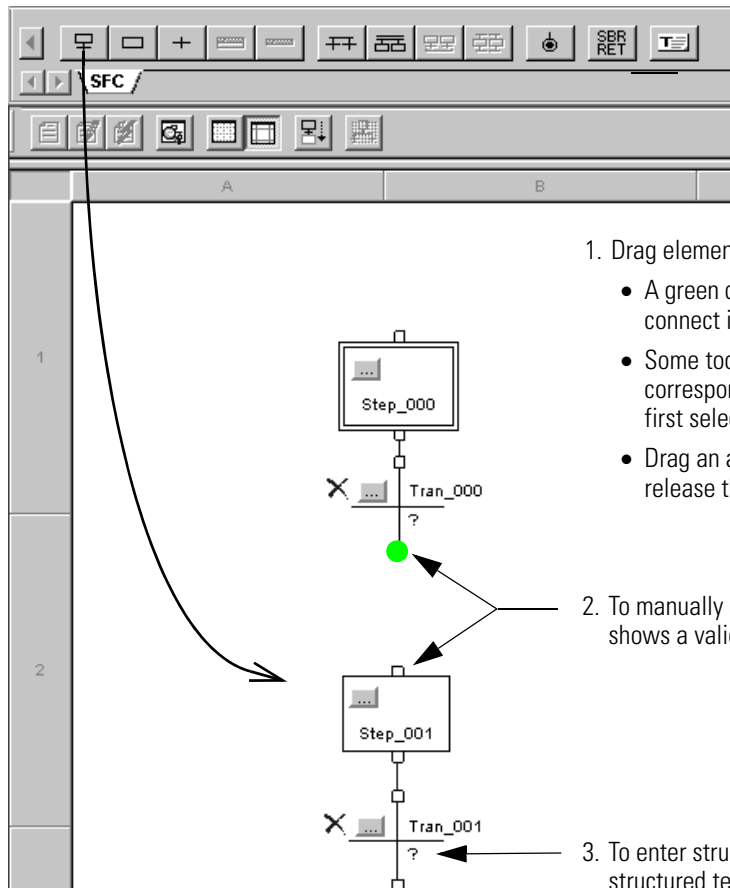 SBR
RET
T
SFC
A B
1. Drag elemen
• A green
connect i
1
• Some too
correspon
first selec
...
Step_000
• Drag an a
release t
... Tran_000
?
2. To manually
shows a valid
2
...
Step_001
... Tran_001
?
3. To enter stru
structured te